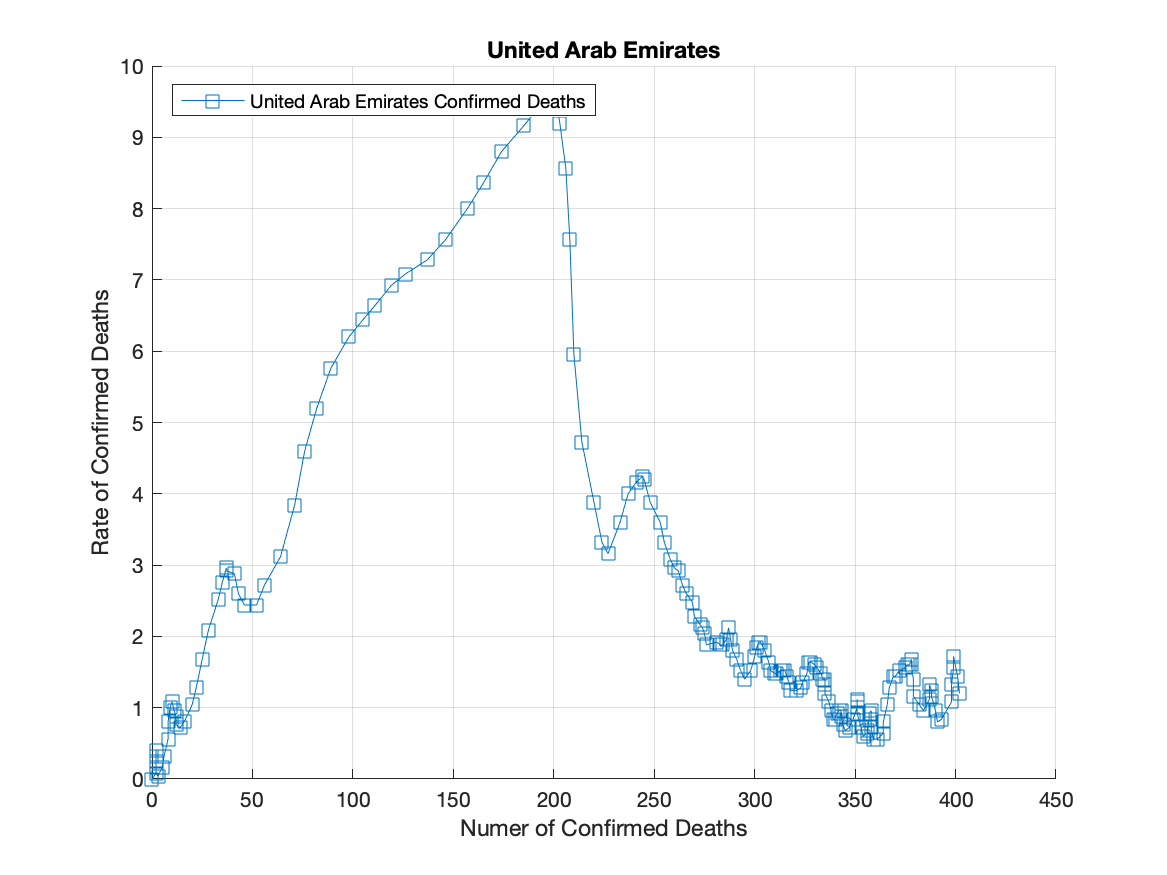 United Arab Emirates
United Arab Emirates Confirmed Deaths
Rate of Confirmed Deaths
10
9
8
7
6
5
4
3
2
1
0
0 50 100 150 200 250 300 350 400 450
Numer of Confirmed Deaths